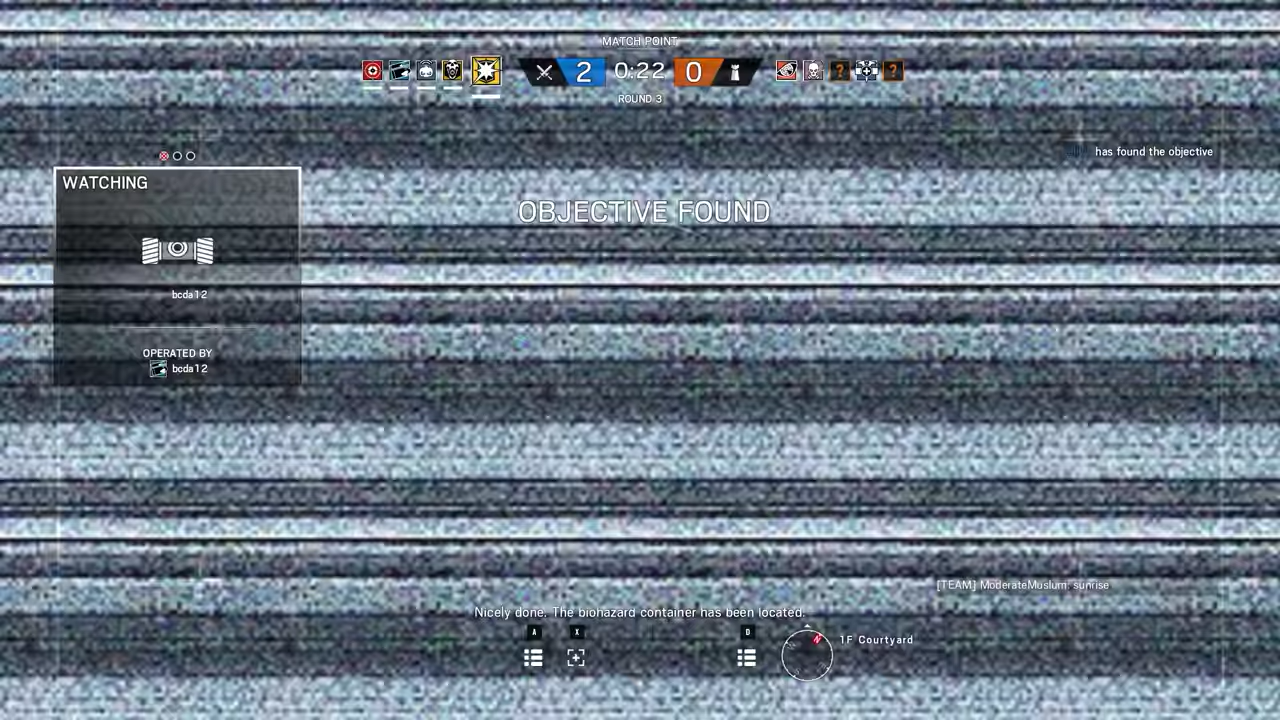 MATCH POINT
2 0:22 0
? ?
ROUND 3
has found the objective
WATCHING
OBJECTIVE FOUND
bcda12
OPERATED BY
bcda12
[TEAM] ModerateMuslum: sunrise
Nicely done. The biohazard container has been located.
A X D
N 1F Courtyard